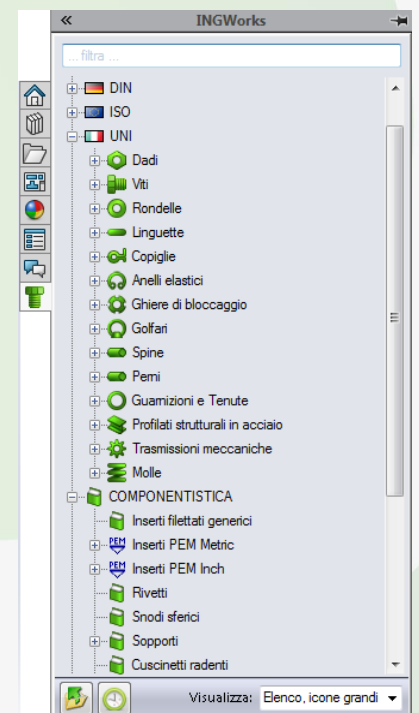 INGWorks
... filtra ...
DIN
ISO
UNI
Dadi
Viti
Rondelle
Linguette
Copiglie
Anelli elastici
Ghiere di bloccaggio
Golfari
Spine
Perni
Guarnizioni e Tenute
Profilati strutturali in acciaio
Trasmissioni meccaniche
Molle
COMPONENTISTICA
Inserti filettati generici
PEM Inserti PEM Metric
PEM Inserti PEM Inch
Rivetti
Snodi sferici
Sopporti
Cuscinetti radenti
Visualizza: Elenco, icone grandi